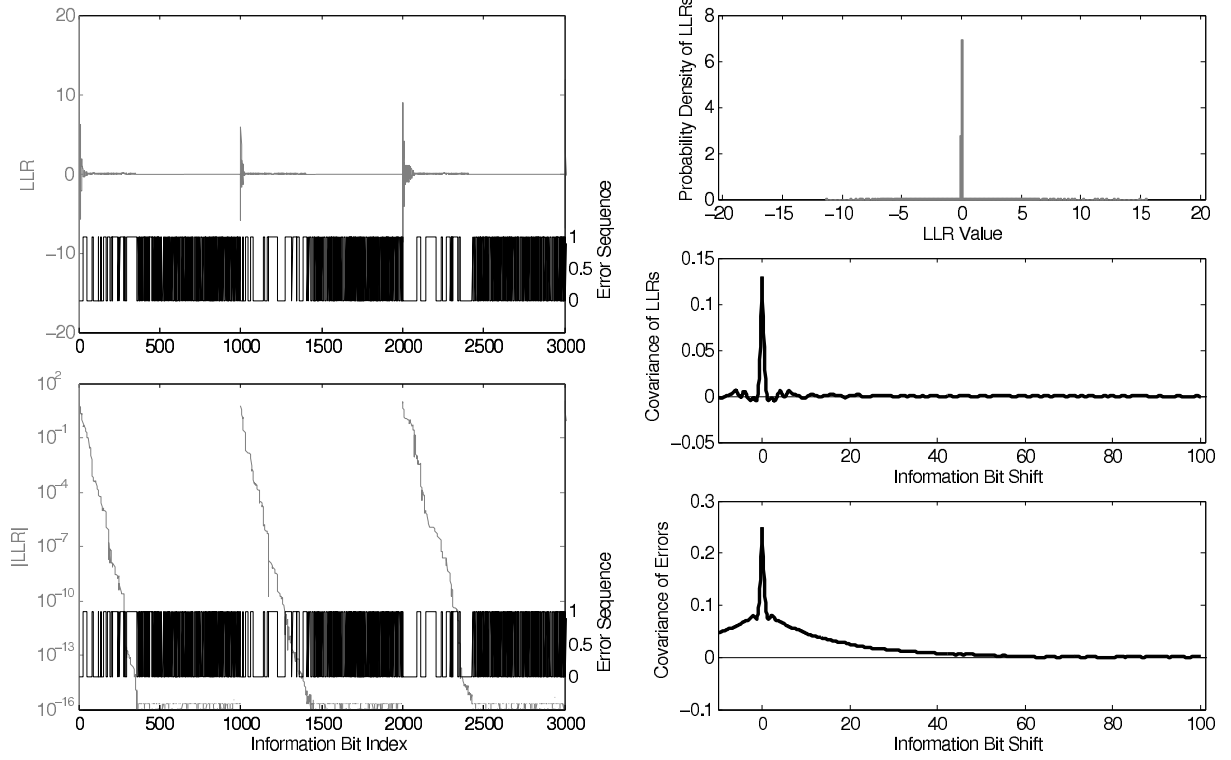 20
10
0
−10
−20
LLR
1
0.5
0
Error Sequence
0 500 1000 1500 2000 2500 3000
10^2
10^−1
10^−4
10^−7
10^−10
10^−13
10^−16
|LLR|
1
0.5
0
Error Sequence
0 500 1000 1500 2000 2500 3000
Information Bit Index
8
6
4
2
0
Probability Density of LLRs
−20 −15 −10 −5 0 5 10 15 20
LLR Value
0.15
0.1
0.05
0
−0.05
Covariance of LLRs
0 20 40 60 80 100
Information Bit Shift
0.3
0.2
0.1
0
−0.1
Covariance of Errors
0 20 40 60 80 100
Information Bit Shift